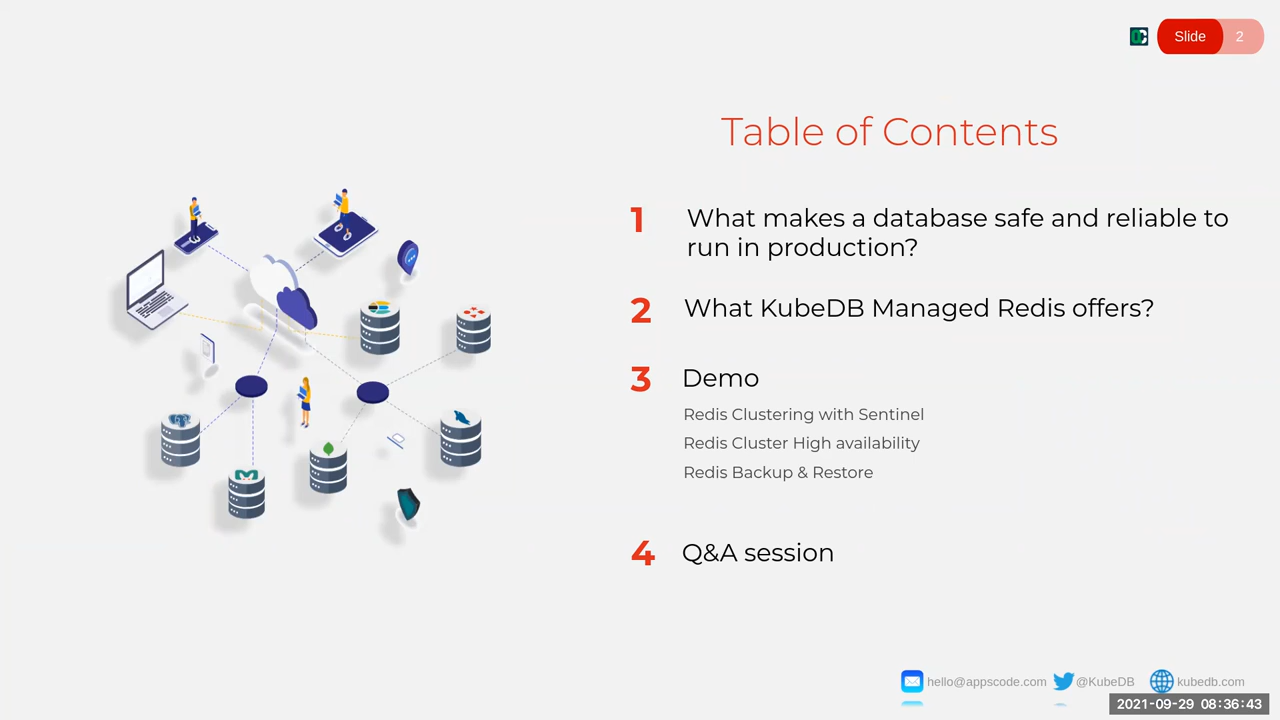 Slide 2
Table of Contents
1 What makes a database safe and reliable to
run in production?
2 What KubeDB Managed Redis offers?
3 Demo
Redis Clustering with Sentinel
Redis Cluster High availability
Redis Backup & Restore
4 Q&A session
hello@appscode.com @KubeDB kubedb.com
2021-09-29 08:36:43